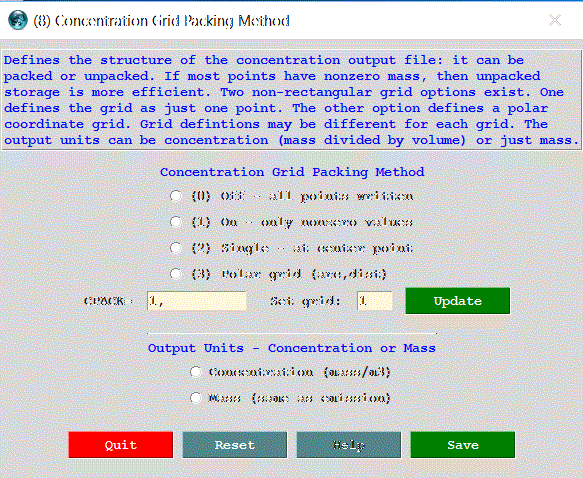 (8) Concentration Grid Packing Method
Defines the structure of the concentration output file: it can be
packed or unpacked. If most points have nonzero mass, then unpacked
storage is more efficient. Two non-rectangular grid options exist. One
defines the grid as just one point. The other option defines a polar
coordinate grid. Grid defintions may be different for each grid. The
output units can be concentration (mass divided by volume) or just mass.
Concentration Grid Packing Method
(0) Off - all points written
(1) On - only nonzero values
(2) Single - at center point
(3) Polar grid (arc,dist)
CPACK= 1, Set grid: 1 Update
Output Units - Concentration or Mass
Concentration (mass/m3)
Mass (same as emission)
Quit Reset Help Save